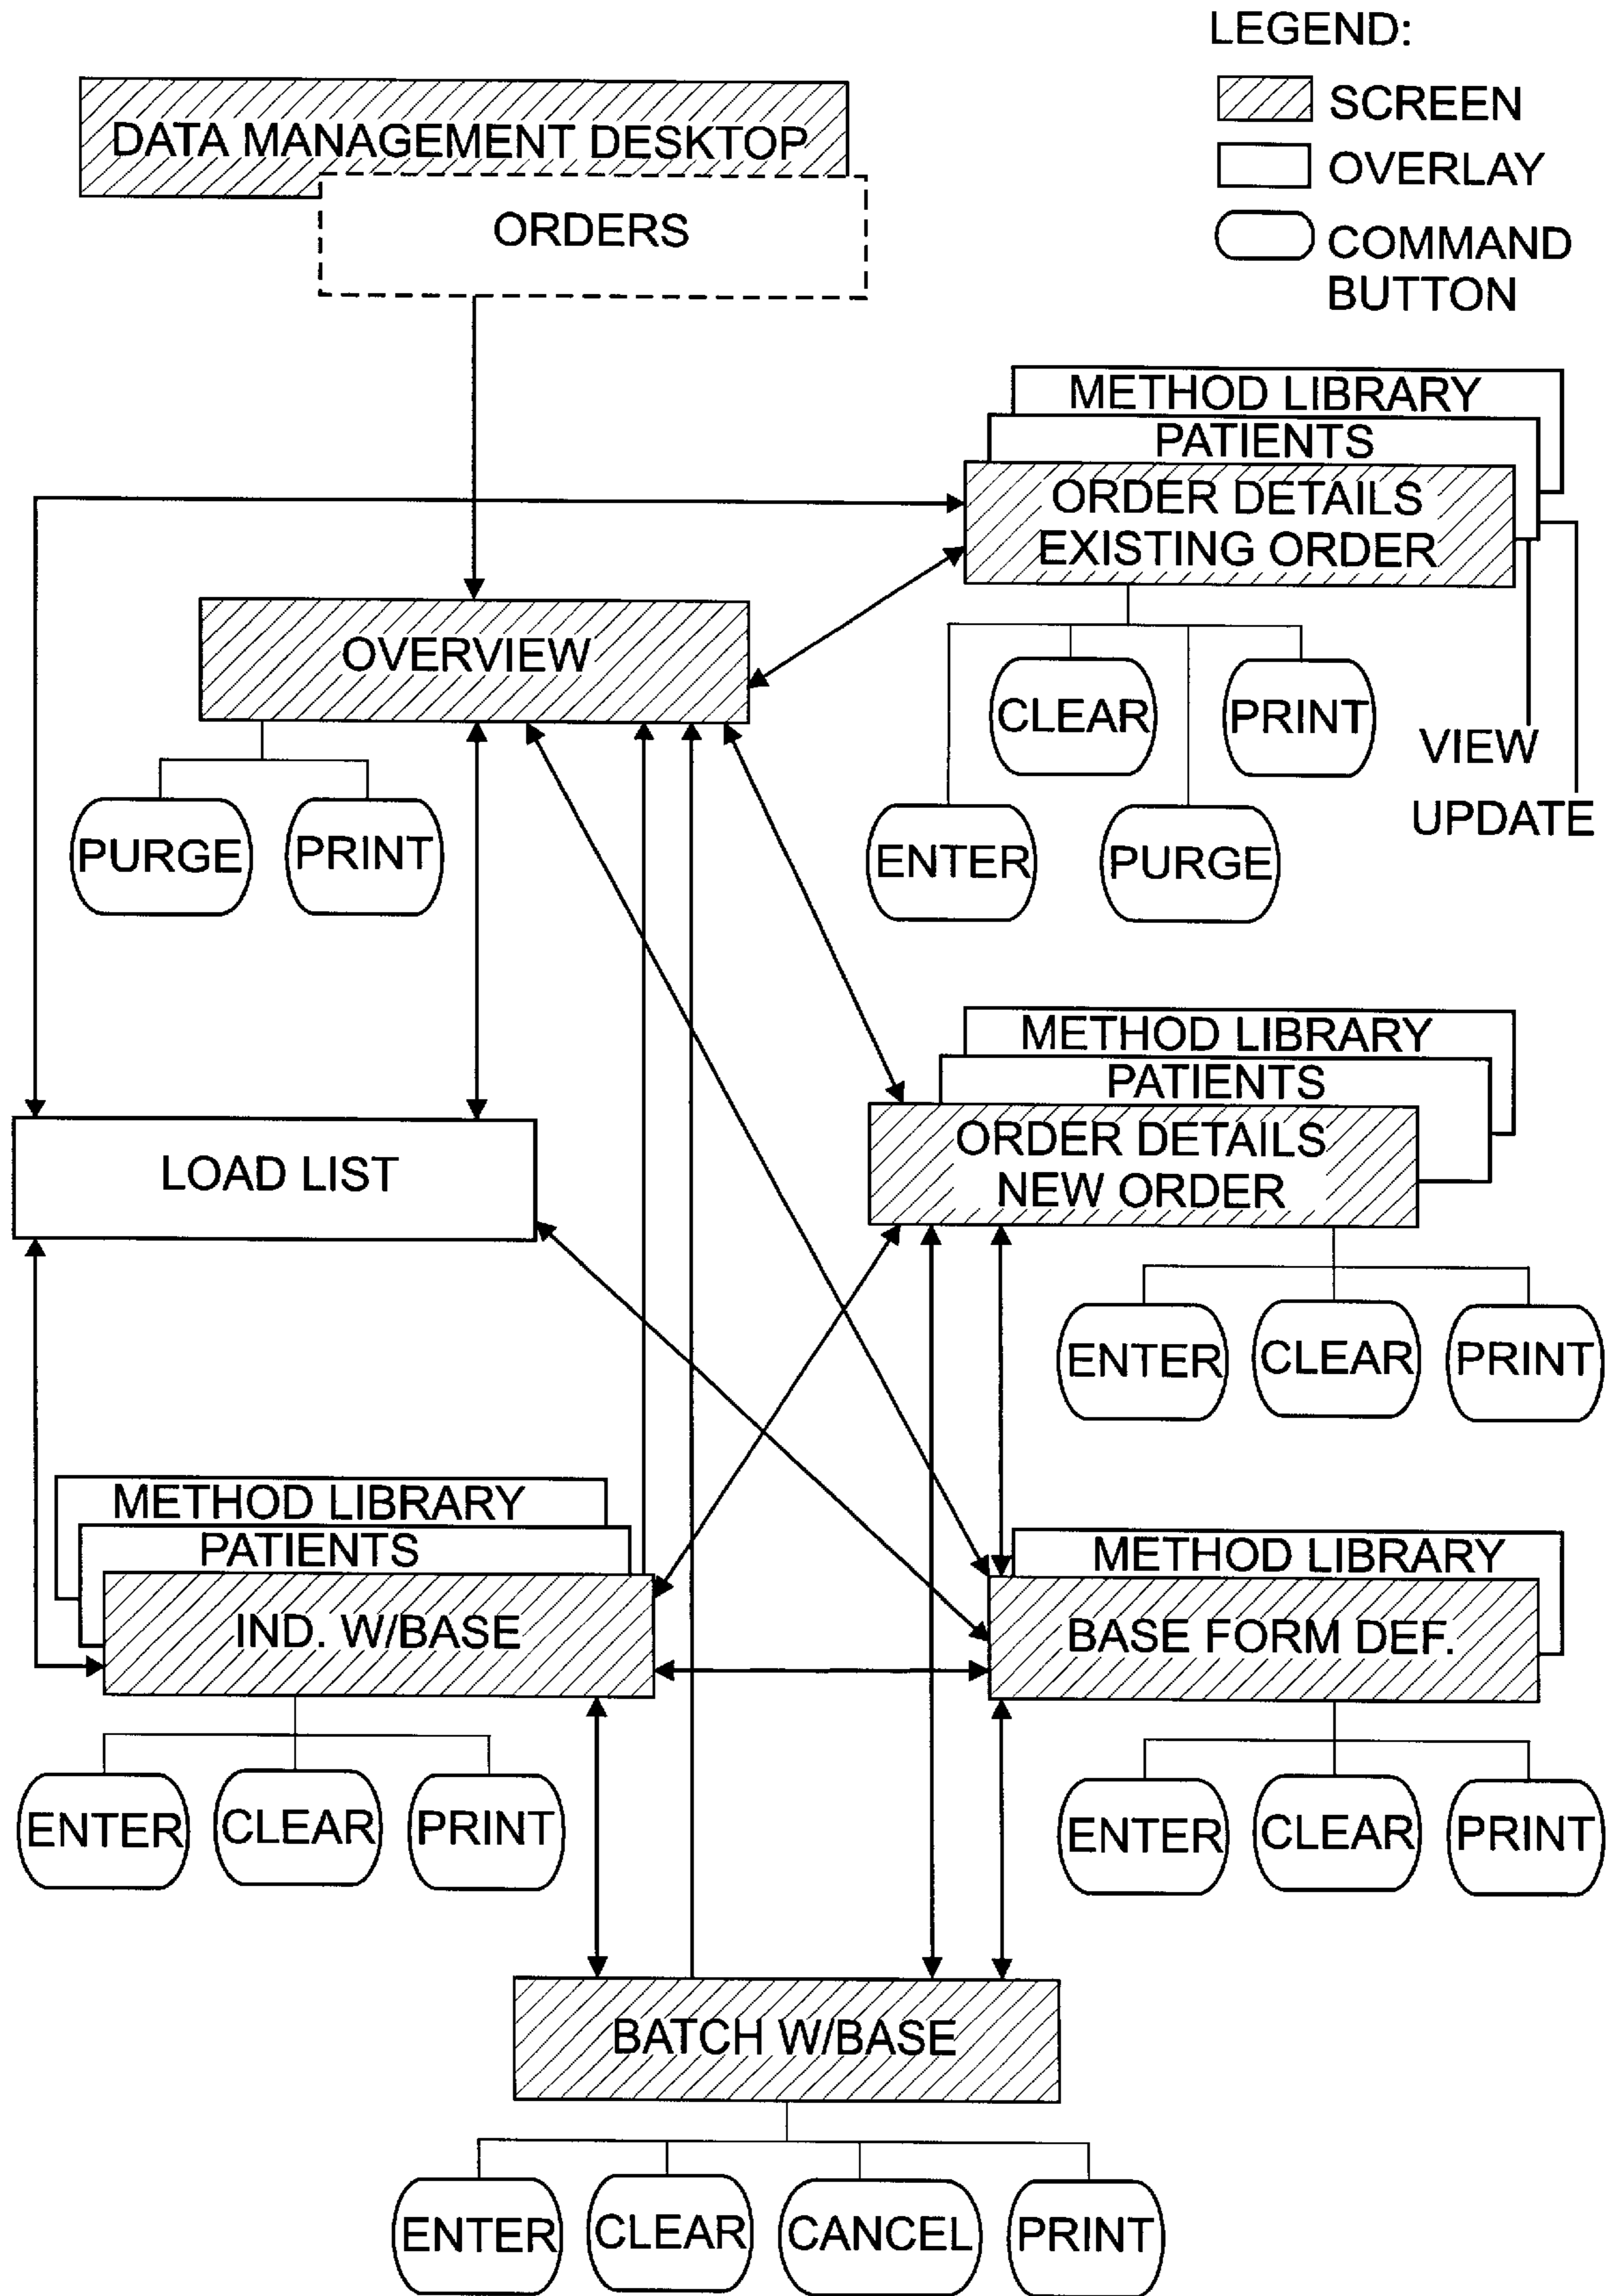 LEGEND:
SCREEN
OVERLAY
COMMAND
BUTTON
DATA MANAGEMENT DESKTOP
ORDERS
METHOD LIBRARY
PATIENTS
ORDER DETAILS
EXISTING ORDER
OVERVIEW
CLEAR
PRINT
VIEW
UPDATE
PURGE
PRINT
ENTER
PURGE
METHOD LIBRARY
PATIENTS
ORDER DETAILS
NEW ORDER
LOAD LIST
ENTER
CLEAR
PRINT
METHOD LIBRARY
PATIENTS
IND. W/BASE
METHOD LIBRARY
BASE FORM DEF.
ENTER
CLEAR
PRINT
ENTER
CLEAR
PRINT
BATCH W/BASE
ENTER
CLEAR
CANCEL
PRINT